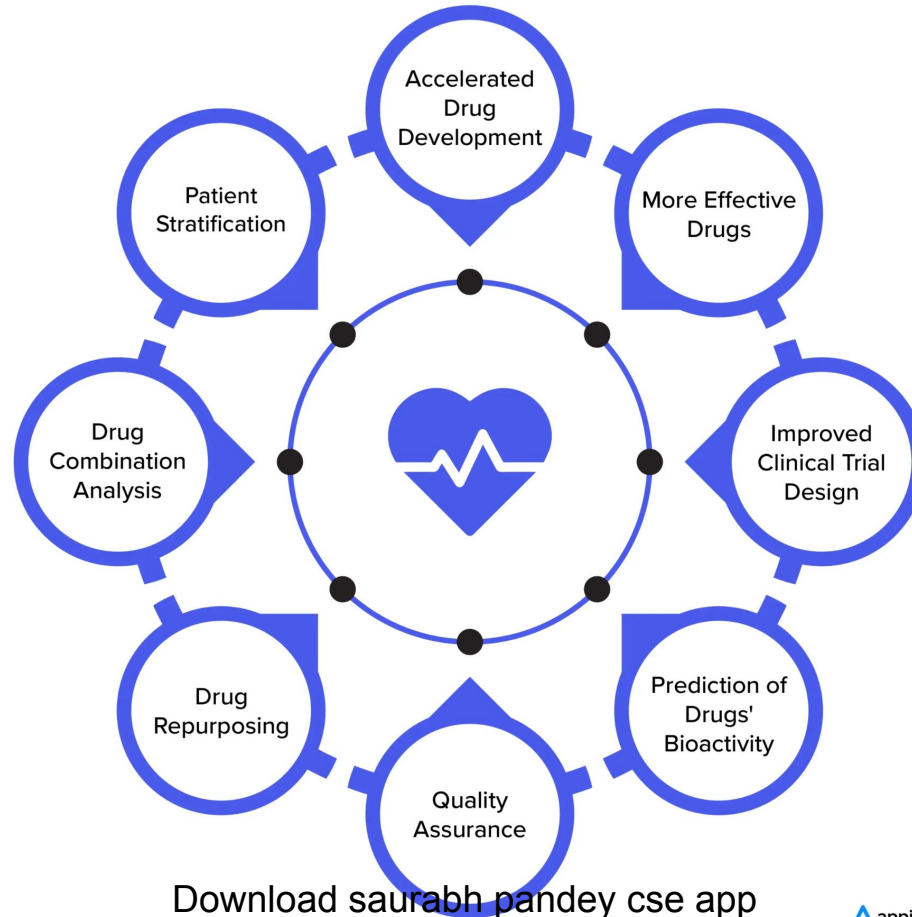 Accelerated
Drug
Development
More Effective
Drugs
Improved
Clinical Trial
Design
Prediction of
Drugs'
Bioactivity
Quality
Assurance
Drug
Repurposing
Drug
Combination
Analysis
Patient
Stratification
Download saurabh pandey cse app